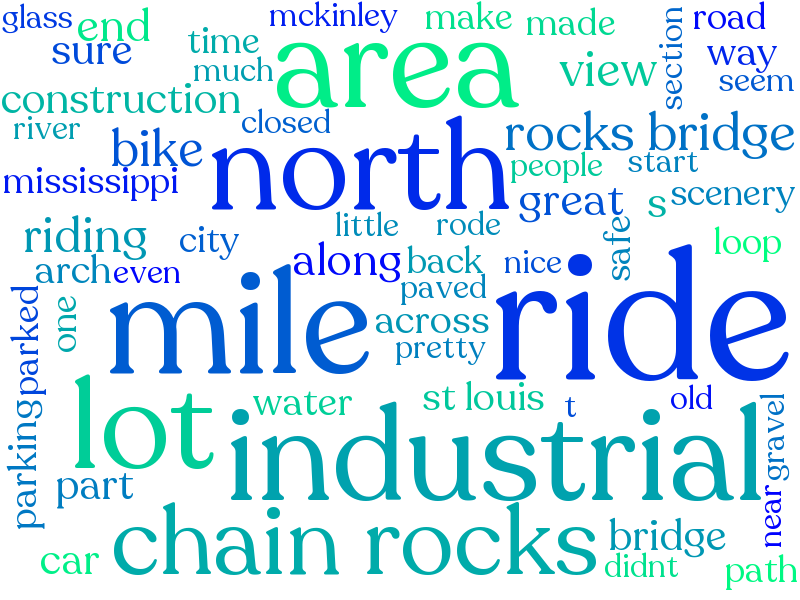 glass
end
mckinley
make
made
road
sure
time
area
view
section
way
much
seem
construction
river
closed
bike
north
rocks bridge
people
start
mississippi
great
s
scenery
riding
city
little
rode
safe
loop
arch
even
along
back
nice
paved
one
mile
across
ride
pretty
parked
lot
water
st louis
t
old
gravel
parking
industrial
part
chain rocks
near
bridge
car
didnt
path